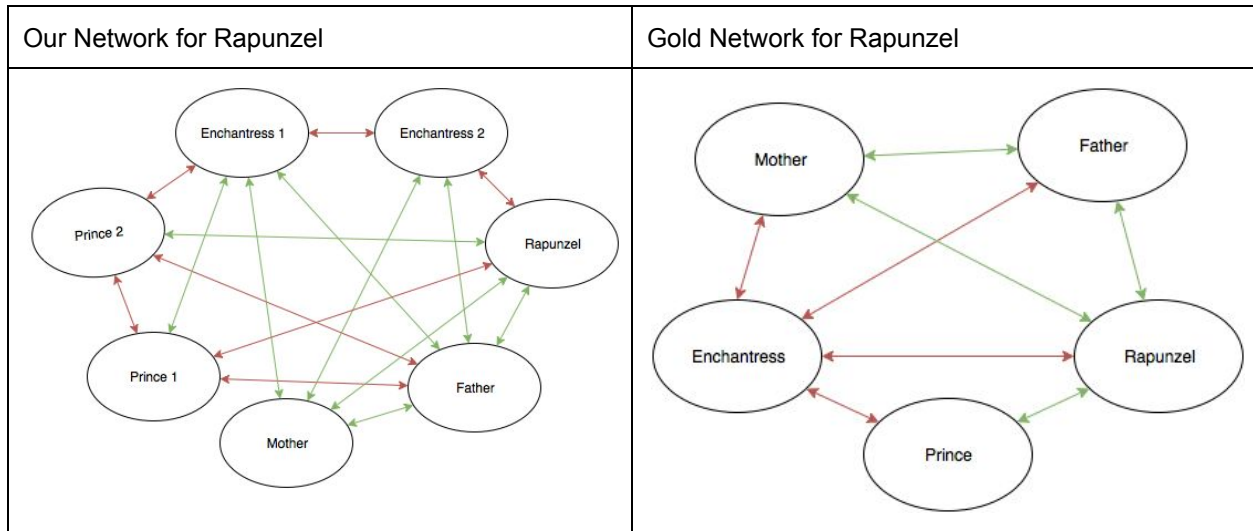 Our Network for Rapunzel
Gold Network for Rapunzel
Enchantress 1
Enchantress 2
Prince 2
Rapunzel
Prince 1
Father
Mother
Mother
Father
Enchantress
Rapunzel
Prince